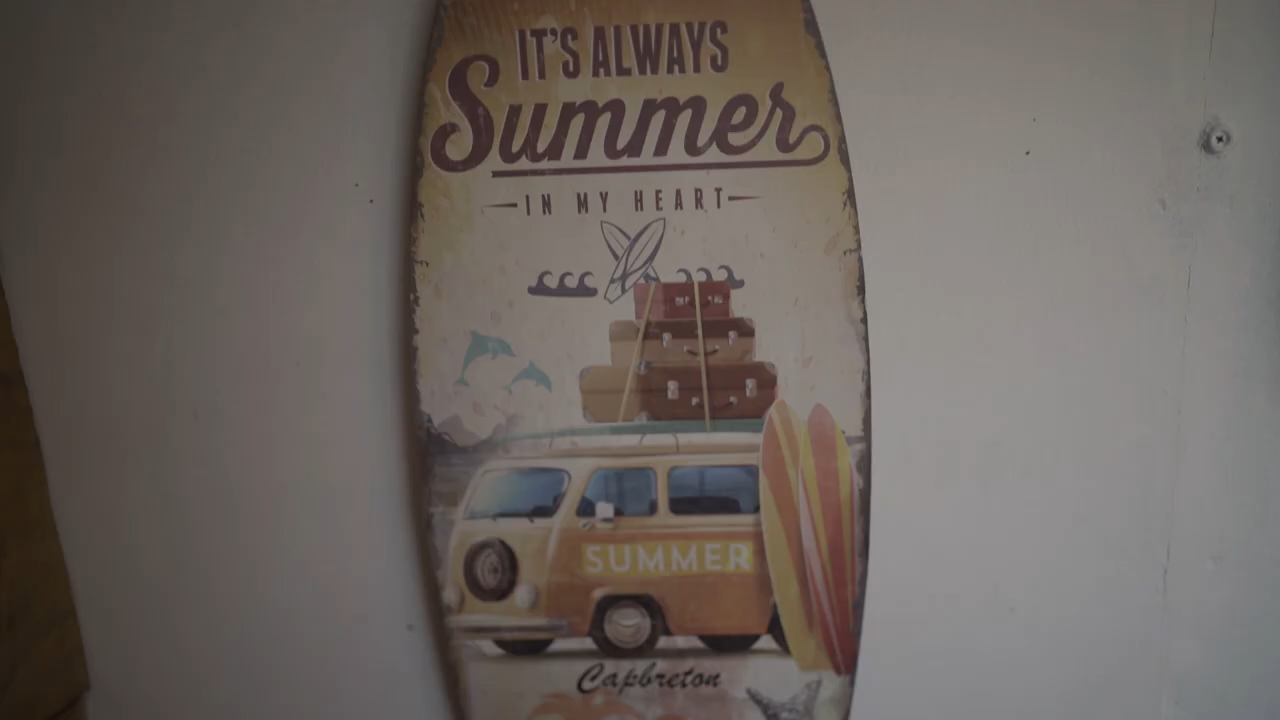 IT'S ALWAYS
Summer
IN MY HEART
SUMMER
Capbreton